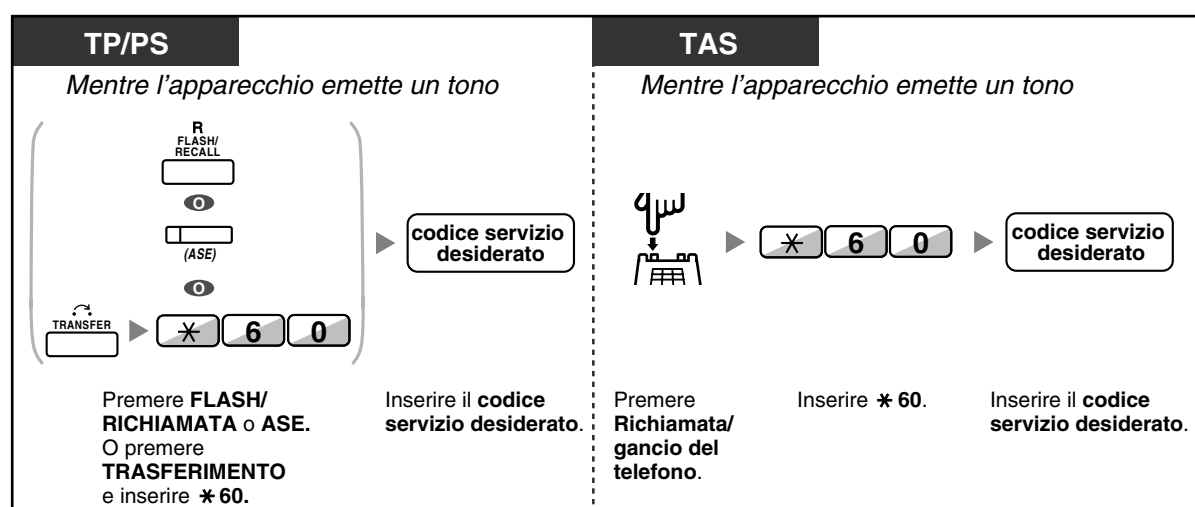 TP/PS
Mentre l'apparecchio emette un tono
R
FLASH/
RECALL
O
(ASE)
O
TRANSFER
* 6 0
codice servizio
desiderato
Premere FLASH/
RICHIAMATA o ASE.
O premere
TRASFERIMENTO
e inserire * 60.
Inserire il codice
servizio desiderato.
TAS
Mentre l'apparecchio emette un tono
* 6 0
codice servizio
desiderato
Premere
Richiamata/
gancio del
telefono.
Inserire * 60.
Inserire il codice
servizio desiderato.